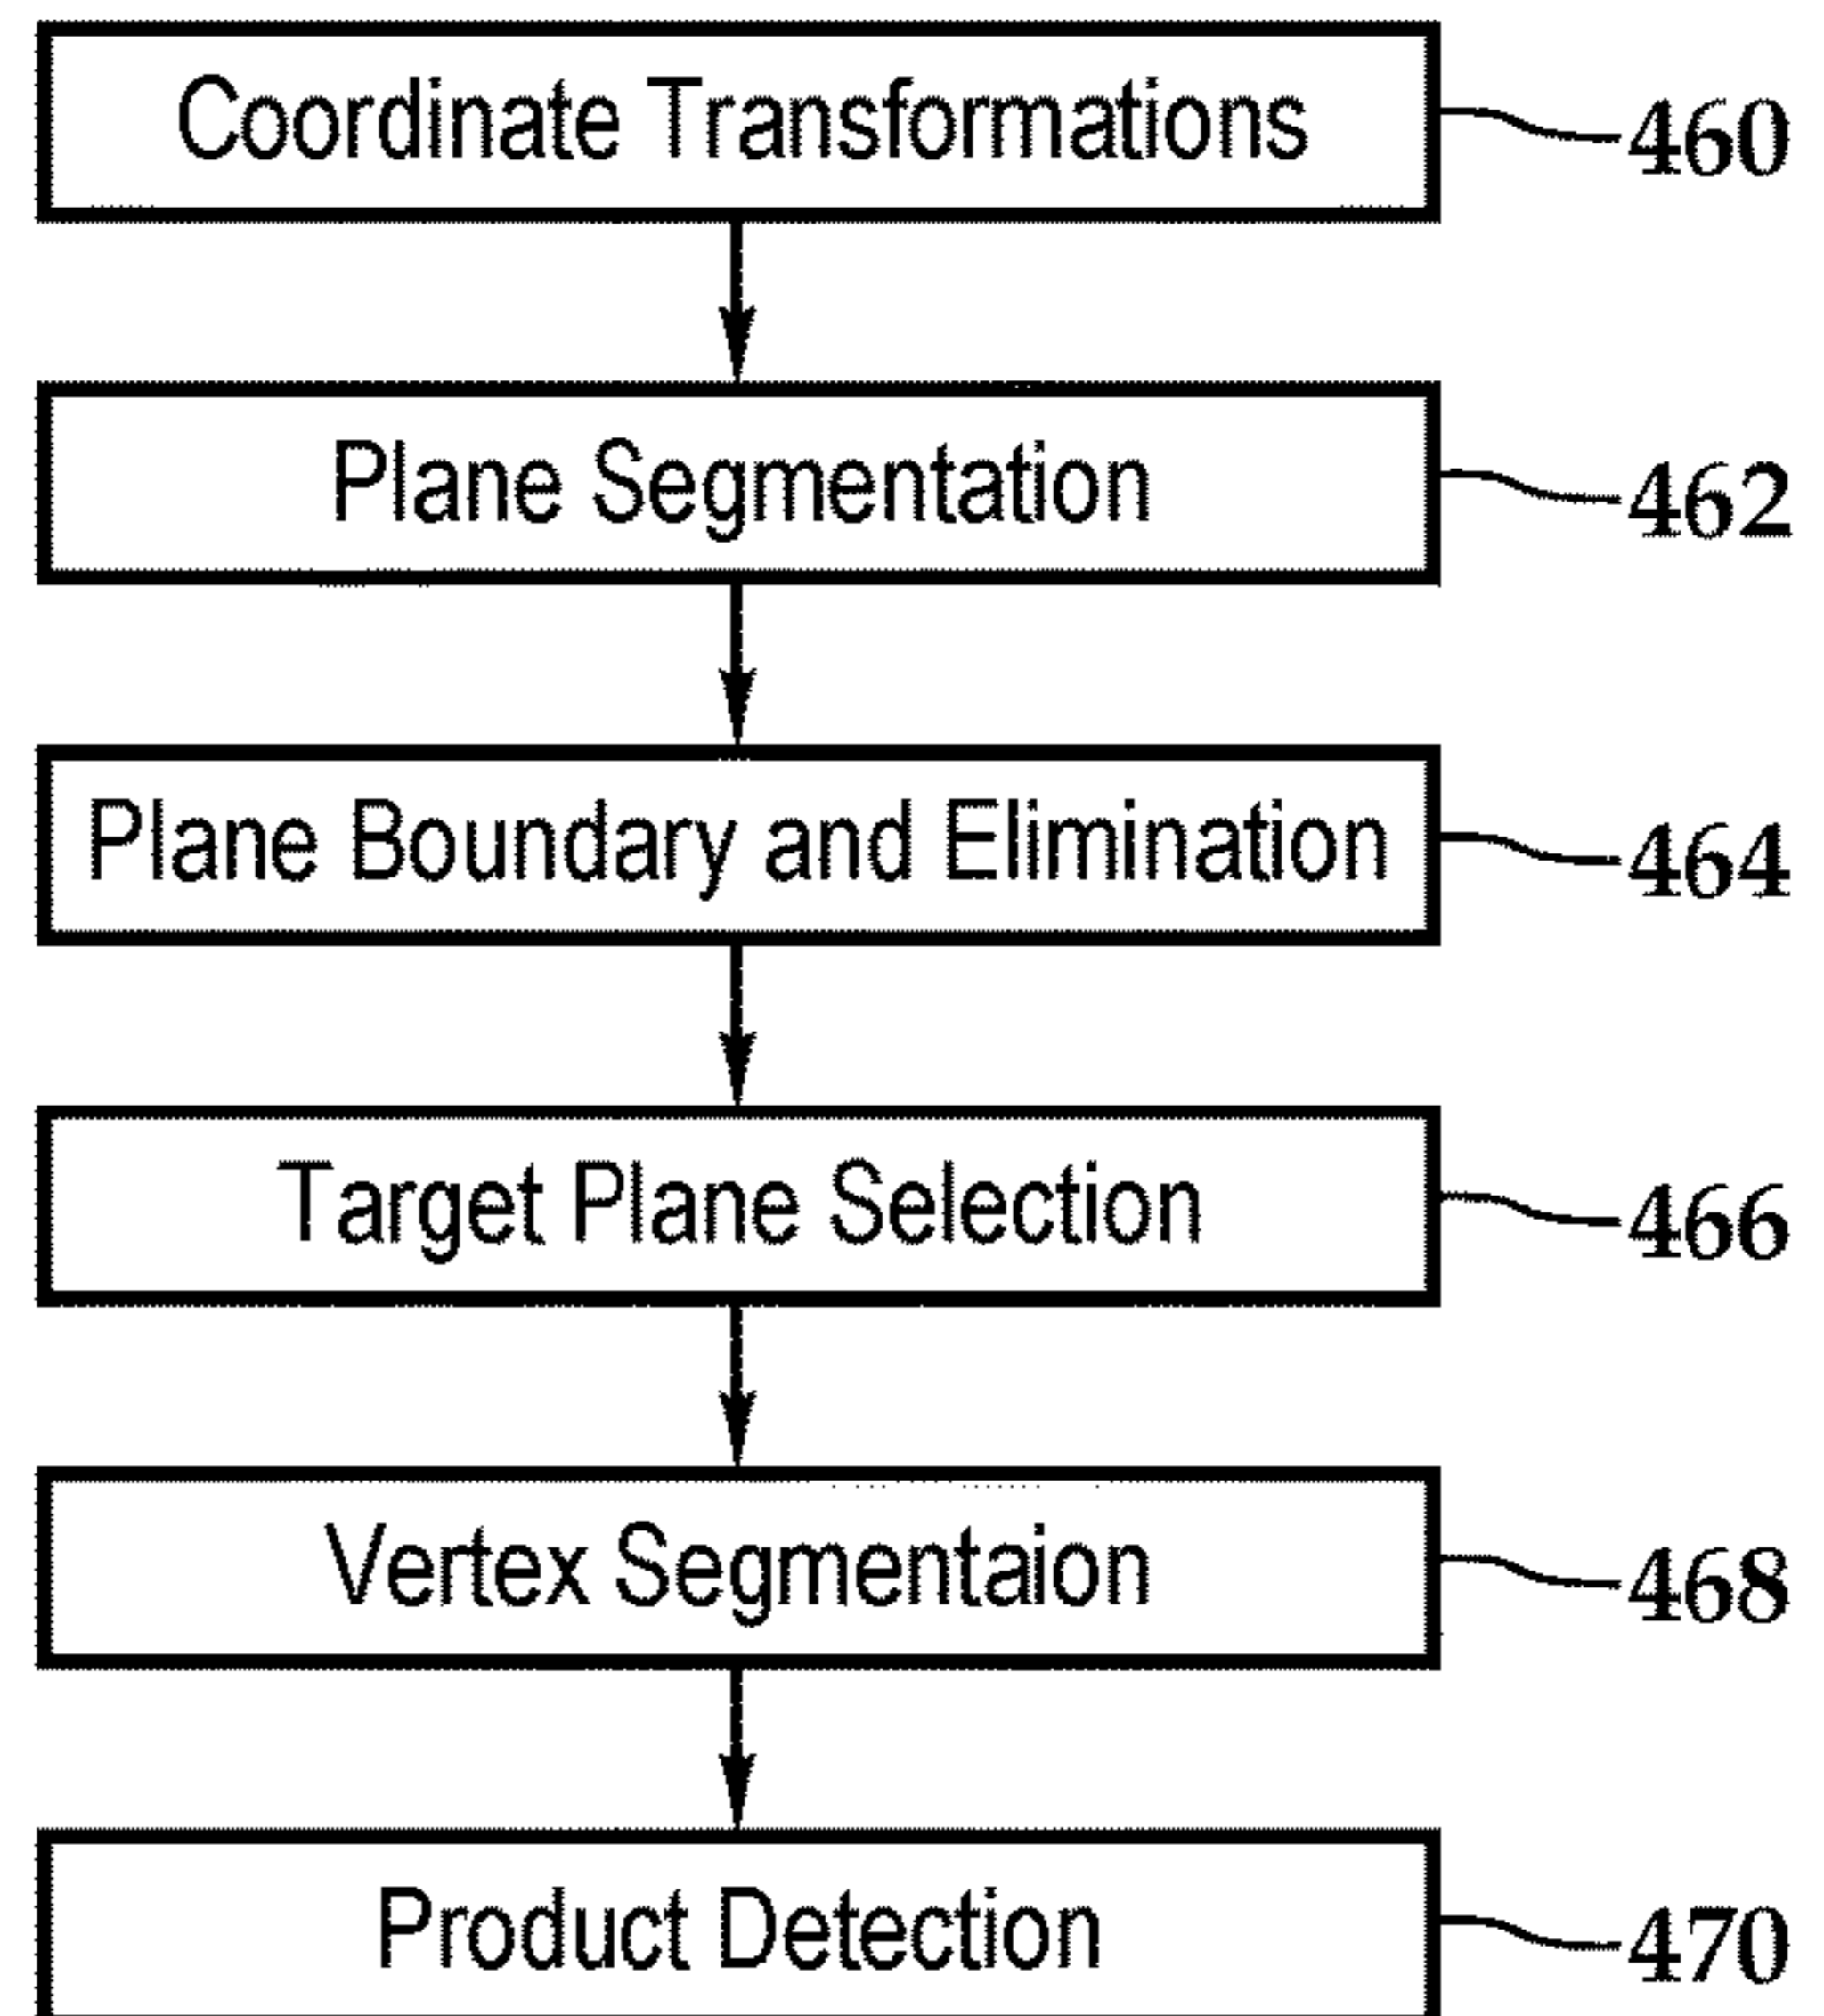 Coordinate Transformations 460
Plane Segmentation 462
Plane Boundary and Elimination 464
Target Plane Selection 466
Vertex Segmentaion 468
Product Detection 470